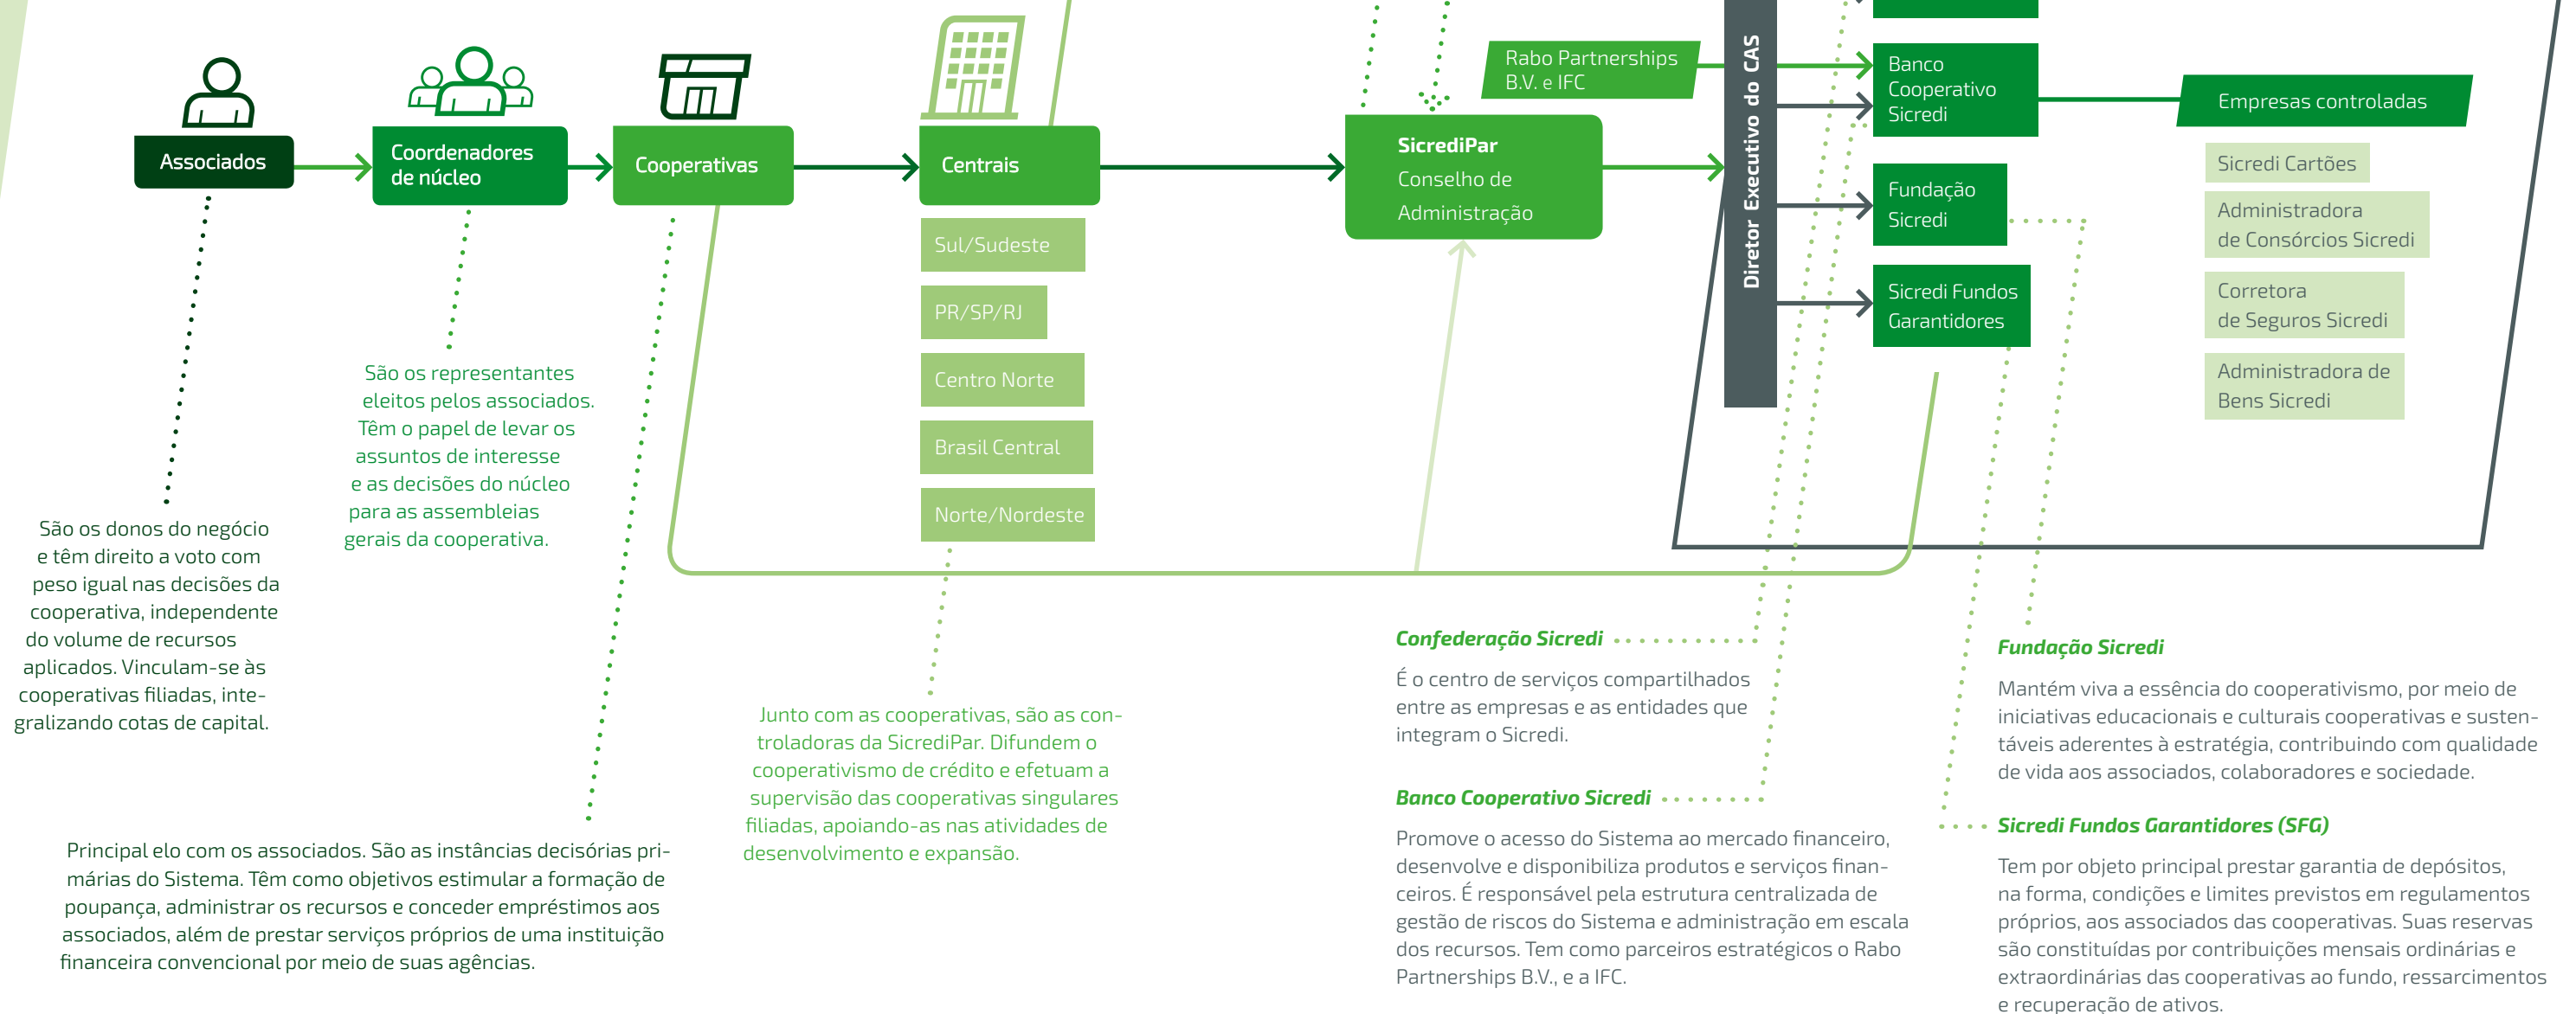 Associados
Coordenadores
de núcleo
Cooperativas
Centrais
Sul/Sudeste
PR/SP/RJ
Centro Norte
Brasil Central
Norte/Nordeste
SicrediPar
Conselho de
Administração
Rabo Partnerships
B.V. e IFC
Diretor Executivo do CAS
Banco
Cooperativo
Sicredi
Fundação
Sicredi
Sicredi Fundos
Garantidores
Empresas controladas
Sicredi Cartões
Administradora
de Consórcios Sicredi
Corretora
de Seguros Sicredi
Administradora de
Bens Sicredi
São os donos do negócio
e têm direito a voto com
peso igual nas decisões da
cooperativa, independente
do volume de recursos
aplicados. Vinculam-se às
cooperativas filiadas, inte-
gralizando cotas de capital.
São os representantes
eleitos pelos associados.
Têm o papel de levar os
assuntos de interesse
e as decisões do núcleo
para as assembleias
gerais da cooperativa.
Principal elo com os associados. São as instâncias decisórias pri-
márias do Sistema. Têm como objetivos estimular a formação de
poupança, administrar os recursos e conceder empréstimos aos
associados, além de prestar serviços próprios de uma instituição
financeira convencional por meio de suas agências.
Junto com as cooperativas, são as con-
troladoras da SicrediPar. Difundem o
cooperativismo de crédito e efetuam a
supervisão das cooperativas singulares
filiadas, apoiando-as nas atividades de
desenvolvimento e expansão.
Confederação Sicredi
É o centro de serviços compartilhados
entre as empresas e as entidades que
integram o Sicredi.
Banco Cooperativo Sicredi
Promove o acesso do Sistema ao mercado financeiro,
desenvolve e disponibiliza produtos e serviços finan-
ceiros. É responsável pela estrutura centralizada de
gestão de riscos do Sistema e administração em escala
dos recursos. Tem como parceiros estratégicos o Rabo
Partnerships B.V., e a IFC.
Fundação Sicredi
Mantém viva a essência do cooperativismo, por meio de
iniciativas educacionais e culturais cooperativas e susten-
táveis aderentes à estratégia, contribuindo com qualidade
de vida aos associados, colaboradores e sociedade.
Sicredi Fundos Garantidores (SFG)
Tem por objeto principal prestar garantia de depósitos,
na forma, condições e limites previstos em regulamentos
próprios, aos associados das cooperativas. Suas reservas
são constituídas por contribuições mensais ordinárias e
extraordinárias das cooperativas ao fundo, ressarcimentos
e recuperação de ativos.